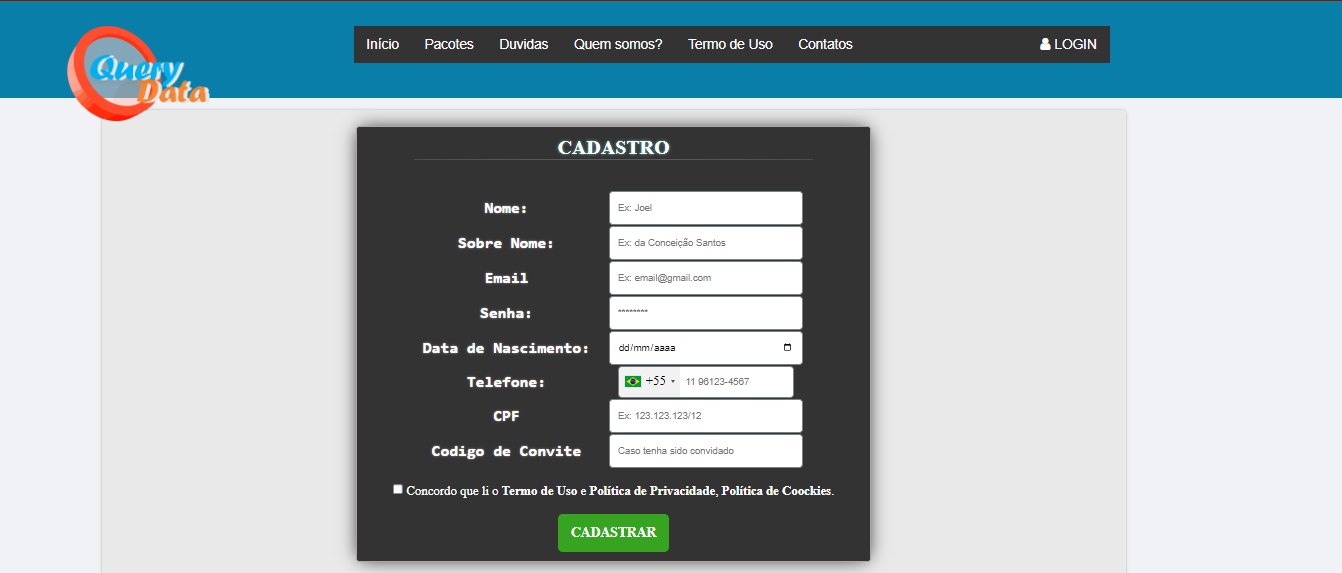 Query
Data
Início Pacotes Duvidas Quem somos? Termo de Uso Contatos LOGIN
CADASTRO
Nome: Ex: Joel
Sobre Nome: Ex: da Conceição Santos
Email Ex: email@gmail.com
Senha: ********
Data de Nascimento: dd/mm/aaaa
Telefone: +55 11 96123-4567
CPF Ex: 123.123.123/12
Codigo de Convite Caso tenha sido convidado
Concordo que li o Termo de Uso e Política de Privacidade, Política de Coockies.
CADASTRAR